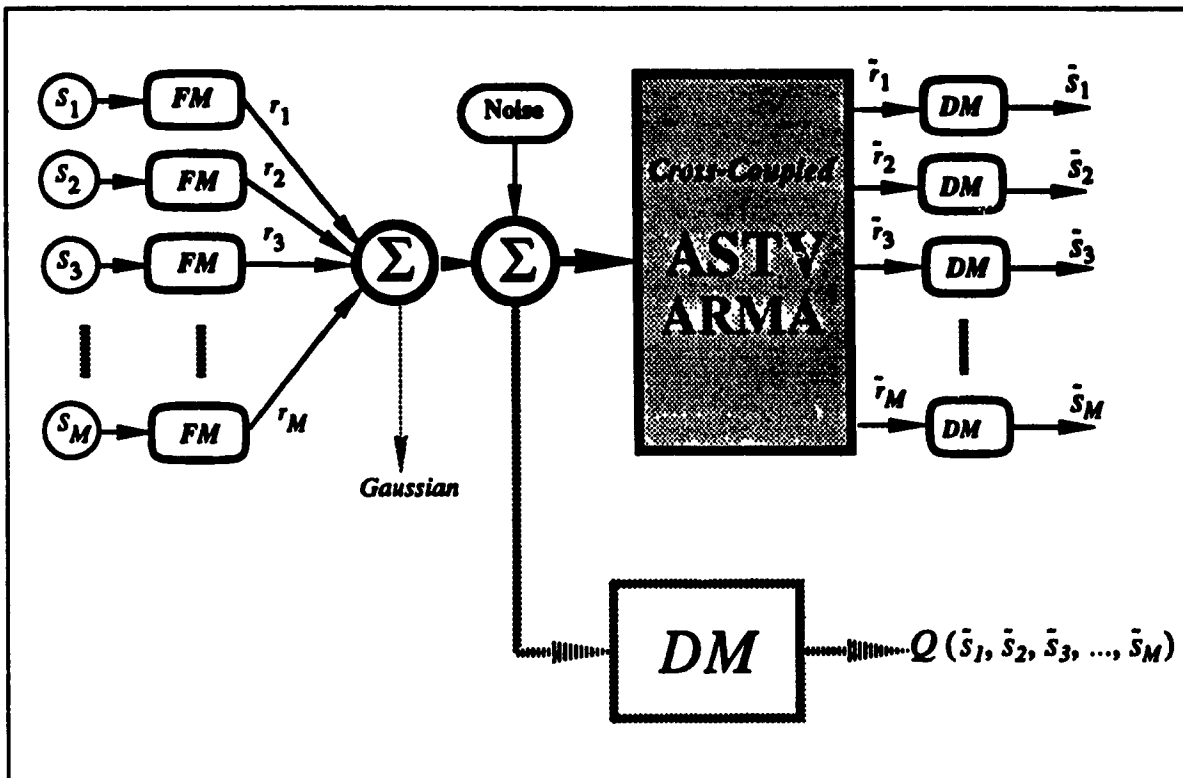 S1 FM r1
S2 FM r2
S3 FM r3
SM FM rM
Σ
Gaussian
Noise
Σ
Cross-Coupled
ASTV
ARMA
r̃1 DM s̃1
r̃2 DM s̃2
r̃3 DM s̃3
r̃M DM s̃M
DM
Q (s̃1, s̃2, s̃3, ..., s̃M)